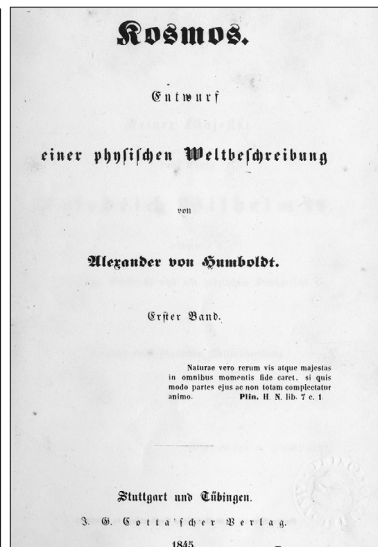 Kosmos.
Entwurf
einer physischen Weltbeschreibung
von
Alexander von Humboldt.
Erster Band.
Naturae vero rerum vis atque majestas
in omnibus momentis fide caret, si quis
modo partes ejus ac non totam complectatur
animo. Plin. H. N. lib. 7 c. 1.
Stuttgart und Tübingen.
J. G. Cotta'scher Verlag.
1845